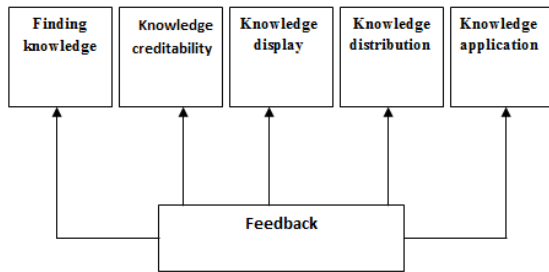 Finding
knowledge
Knowledge
creditability
Knowledge
display
Knowledge
distribution
Knowledge
application
Feedback